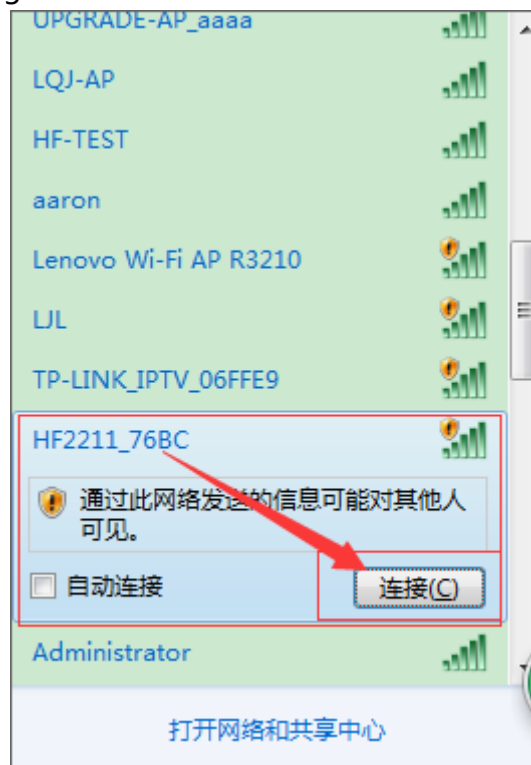 UPGRADE-AP_aaaa
LQJ-AP
HF-TEST
aaron
Lenovo Wi-Fi AP R3210
LJL
TP-LINK_IPTV_06FFE9
HF2211_76BC
通过此网络发送的信息可能对其他人
可见。
自动连接
连接(C)
Administrator
打开网络和共享中心